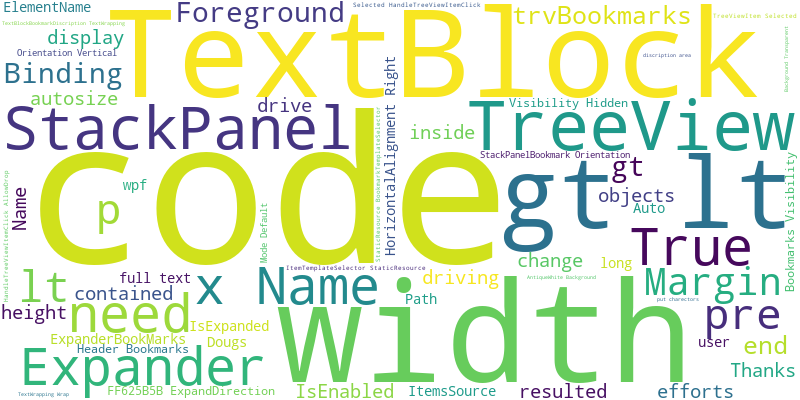 ElementName
Foreground
Selected HandleTreeViewItemClick
trvBookmarks
TreeViewItem Selected
TextBlockBookmarkDiscription TextWrapping
display
TextBlock
Orientation Vertical
discription area
Background Transparent
Binding
autosize
drive
HorizontalAlignment Right
Visibility Hidden
StackPanel
inside
TreeView
StaticResource BookmarkTemplateSelector
code
StackPanelBookmark Orientation
gt lt
gt
HandleTreeViewItemClick AllowDrop
Name
wpf
p
objects
Auto
Mode Default
True
Bookmarks Visibility
change
long
ItemTemplateSelector StaticResource
lt
full text
x Name
driving
AntiqueWhite Background
Margin
contained
Path
width
put charectors
height
need
IsExpanded
pre
ExpanderBookMarks
Dougs
user
end
Header Bookmarks
Expander
Thanks
TextWrapping Wrap
FF625B5B ExpandDirection
IsEnabled
ItemsSource
resulted
efforts